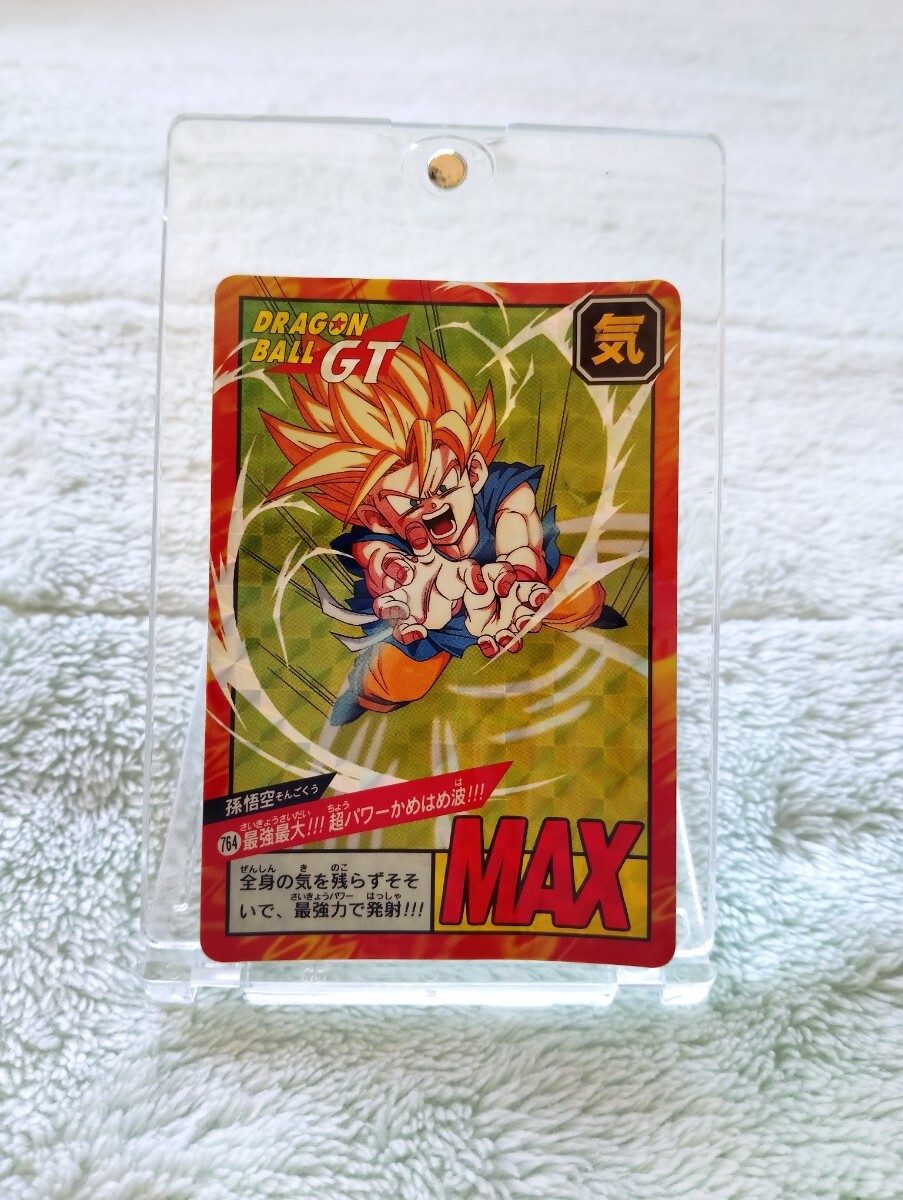 DRAGON
BALL GT
気
孫悟空そんごくう
さいきょうさいだい ちょう は
764 最強最大!!! 超パワーかめはめ波!!!
ぜんしん き のこ
全身の気を残らずそそ
さいきょうパワー はっしゃ
いで、最強力で発射!!!
MAX